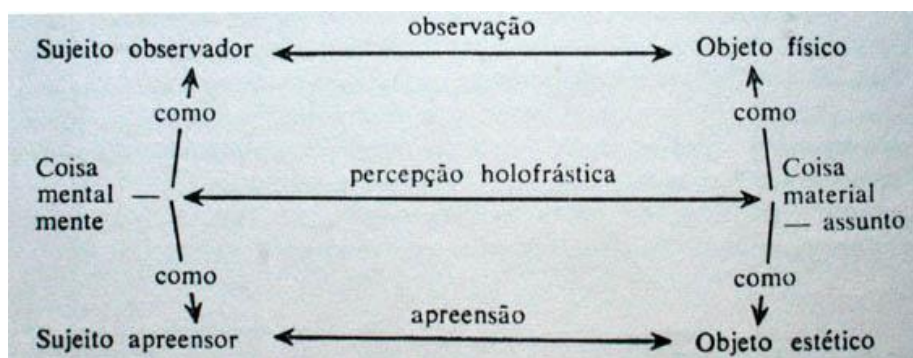 observação
Sujeito observador
Objeto físico
como
como
Coisa
mental —
mente
percepção holofrástica
Coisa
material
— assunto
como
como
apreensão
Sujeito apreensor
Objeto estético